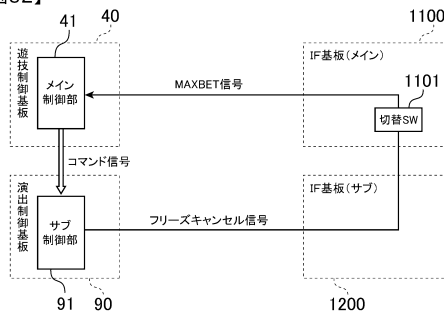 40
1100
41
遊技制御基板
メイン
制御部
IF基板(メイン)
1101
MAXBET信号
切替SW
コマンド信号
演出制御基板
サブ
制御部
IF基板(サブ)
フリーズキャンセル信号
91
90
1200